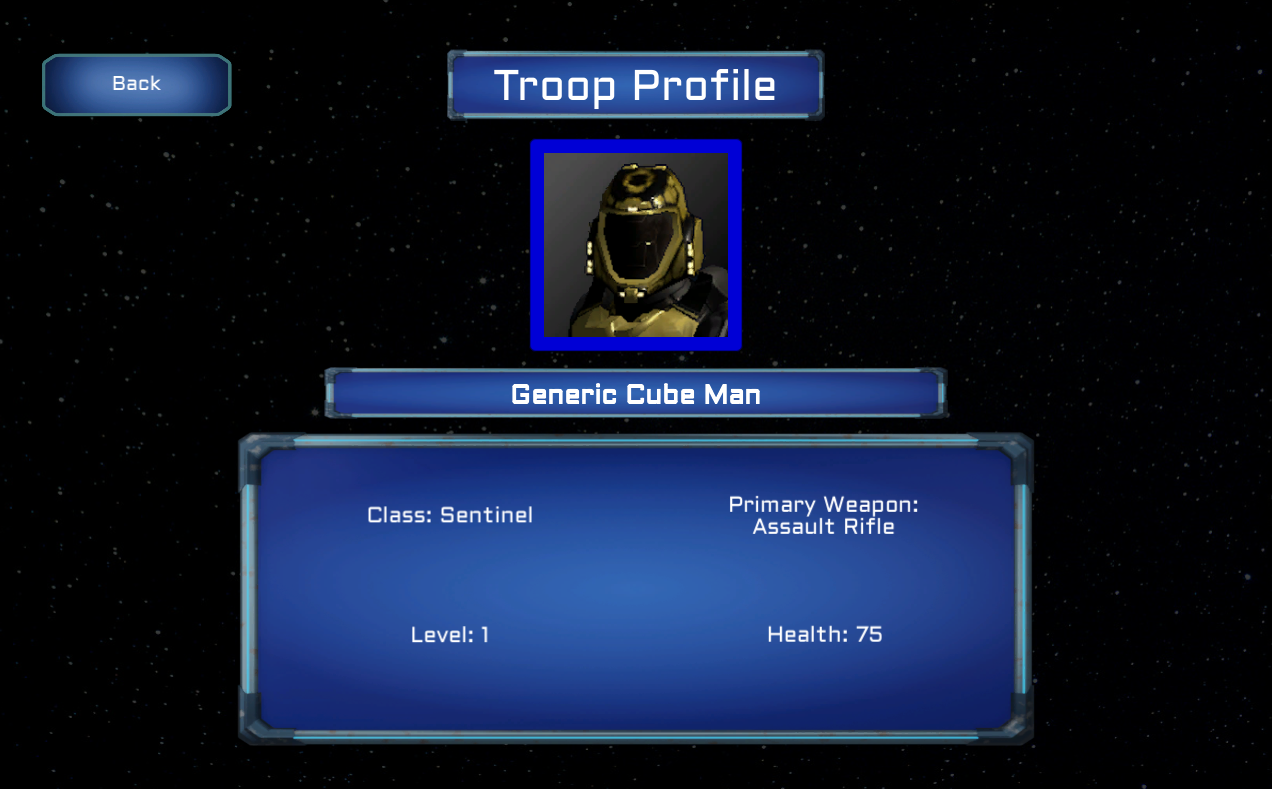 Back
Troop Profile
Generic Cube Man
Class: Sentinel
Primary Weapon:
Assault Rifle
Level: 1
Health: 75